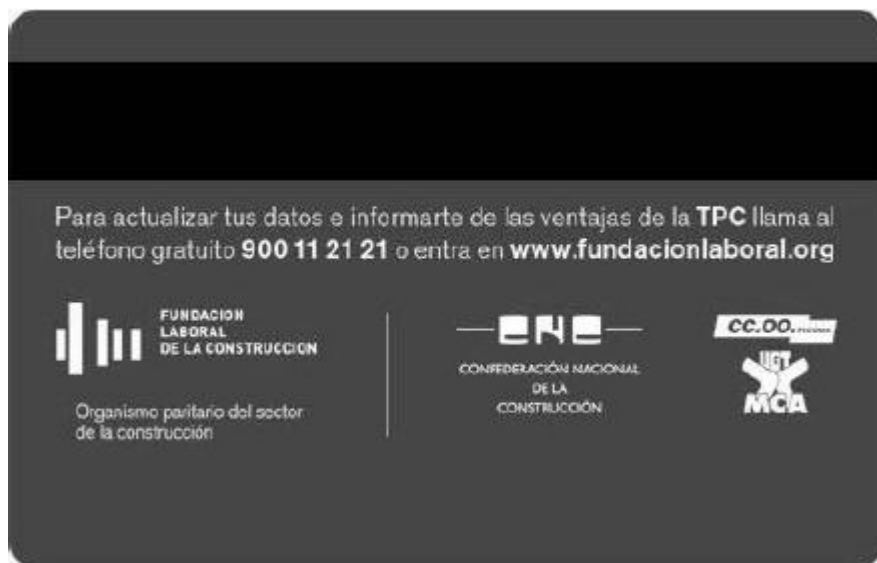 Para actualizar tus datos e informarte de las ventajas de la TPC llama al
teléfono gratuito 900 11 21 21 o entra en www.fundacionlaboral.org
FUNDACION
LABORAL
DE LA CONSTRUCCION
Organismo paritario del sector
de la construcción
cnc
CONFEDERACIÓN NACIONAL
DE LA
CONSTRUCCIÓN
CC.OO.
UGT
MCA